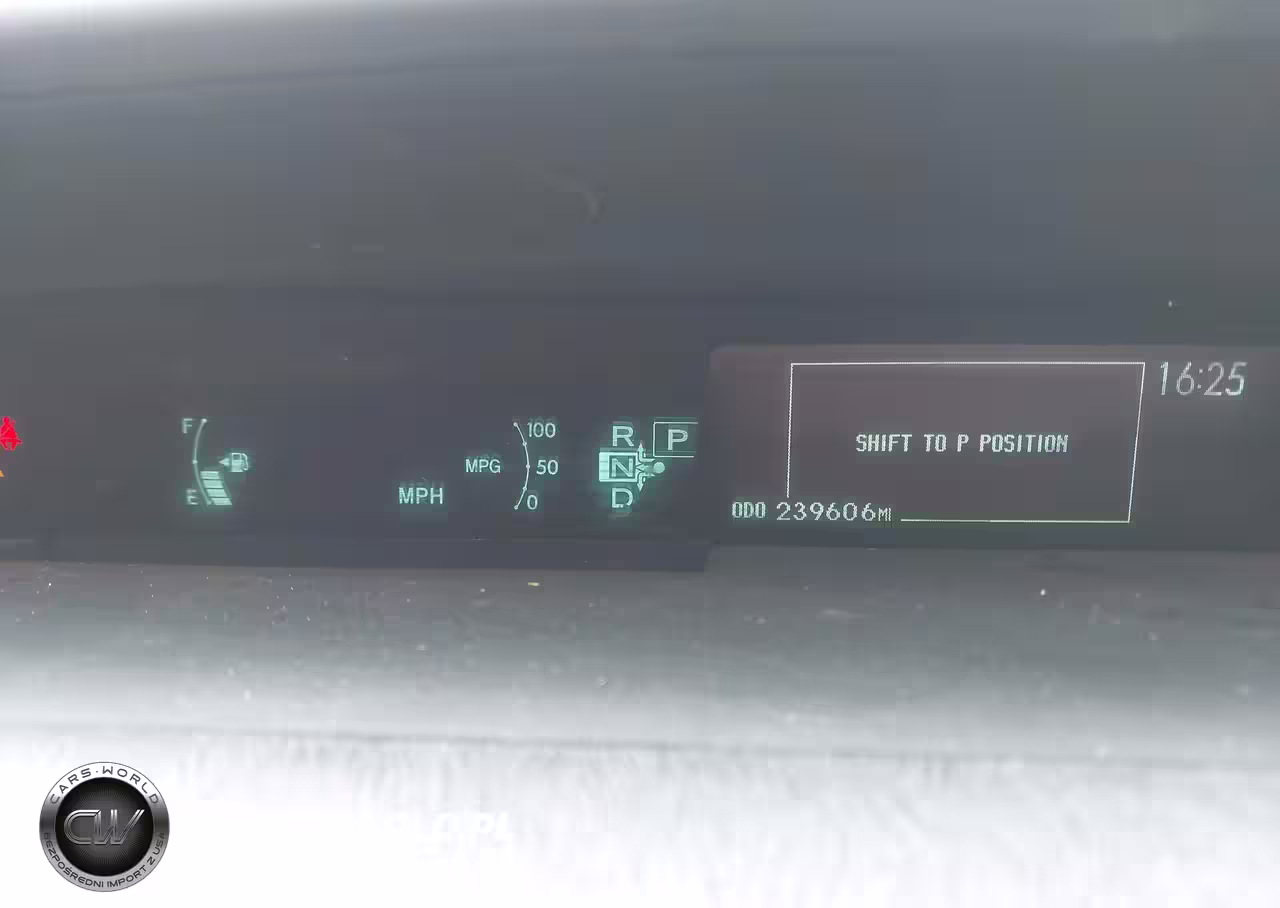 F
E
MPH
MPG
100
50
0
R
N
D
P
SHIFT TO P POSITION
16:25
ODO 239606MI
CARS·WORLD
CW
BEZPOŚREDNI IMPORT Z USA